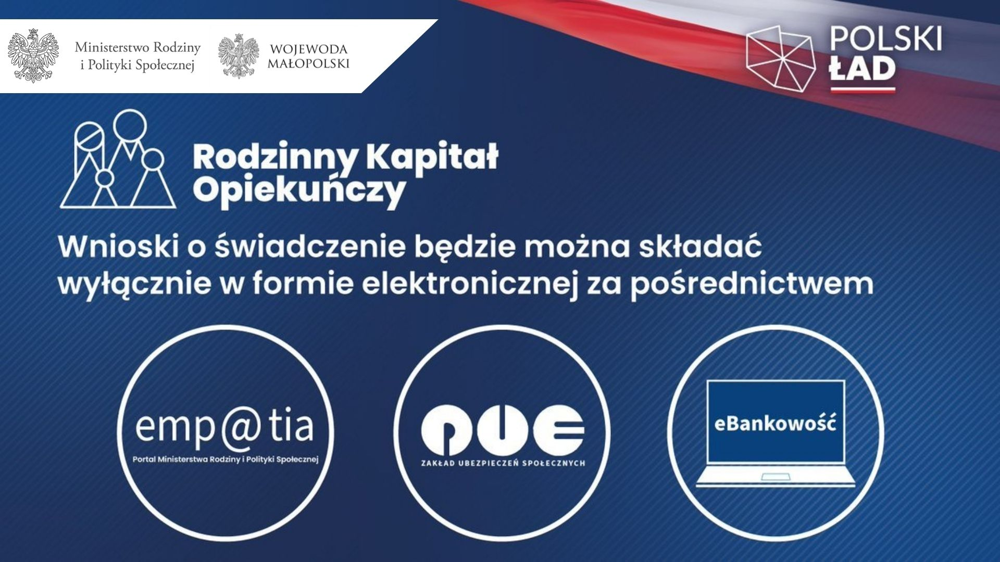 Ministerstwo Rodziny
i Polityki Społecznej
WOJEWODA
MAŁOPOLSKI
POLSKI
ŁAD
Rodzinny Kapitał
Opiekuńczy
Wnioski o świadczenie będzie można składać
wyłącznie w formie elektronicznej za pośrednictwem
emp@tia
Portal Ministerstwa Rodziny i Polityki Społecznej
PUE
ZAKŁAD UBEZPIECZEŃ SPOŁECZNYCH
eBankowość